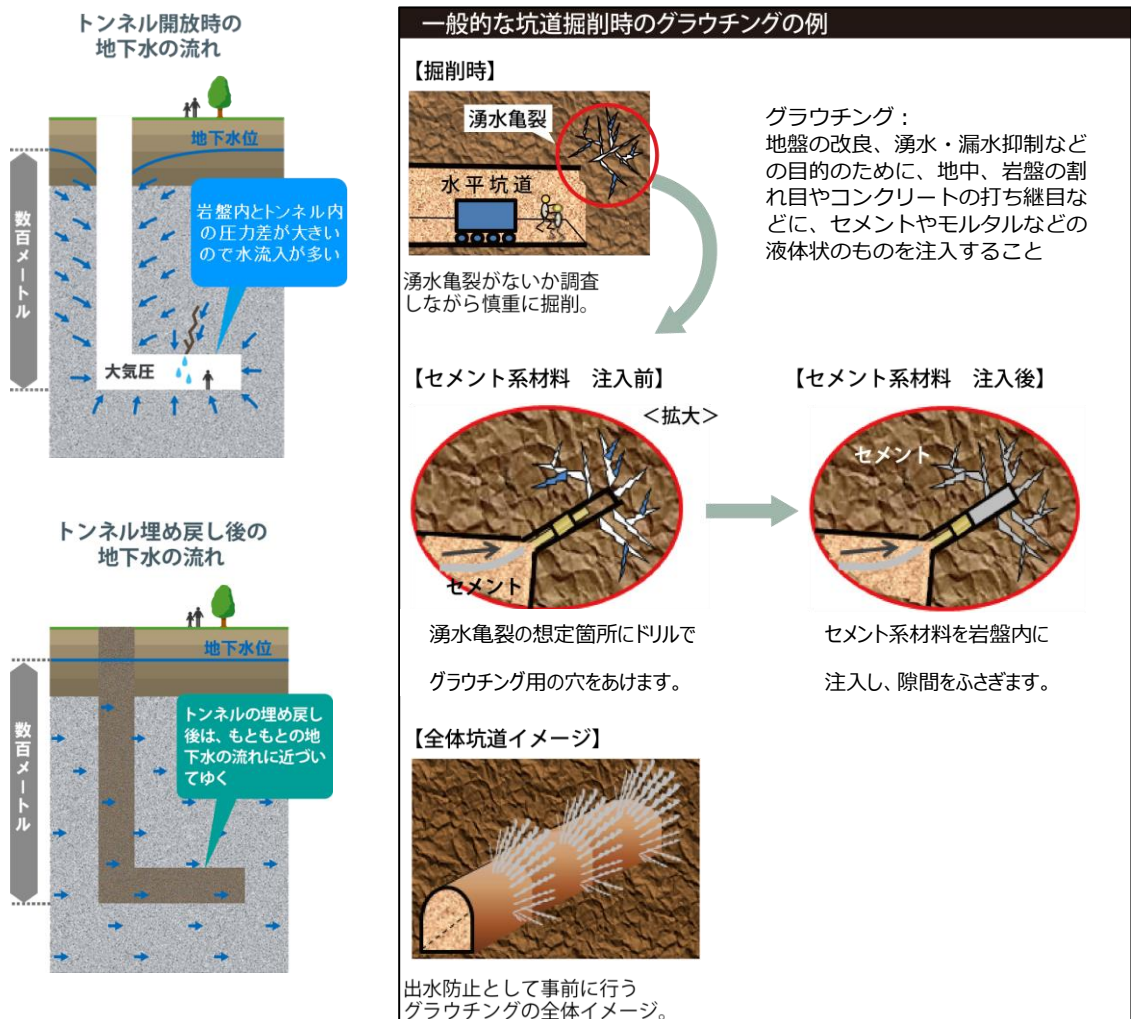 トンネル開放時の
地下水の流れ
地下水位
数百メートル
岩盤内とトンネル内
の圧力差が大きい
ので水流入が多い
大気圧
トンネル埋め戻し後の
地下水の流れ
地下水位
数百メートル
トンネルの埋め戻し
後は、もともとの地
下水の流れに近づい
てゆく
一般的な坑道掘削時のグラウチングの例
【掘削時】
湧水亀裂
水平坑道
湧水亀裂がないか調査
しながら慎重に掘削。
グラウチング：
地盤の改良、湧水・漏水抑制など
の目的のために、地中、岩盤の割
れ目やコンクリートの打ち継目な
どに、セメントやモルタルなどの
液体状のものを注入すること
【セメント系材料　注入前】
＜拡大＞
セメント
湧水亀裂の想定箇所にドリルで
グラウチング用の穴をあけます。
【セメント系材料　注入後】
セメント
セメント系材料を岩盤内に
注入し、隙間をふさぎます。
【全体坑道イメージ】
出水防止として事前に行う
グラウチングの全体イメージ。